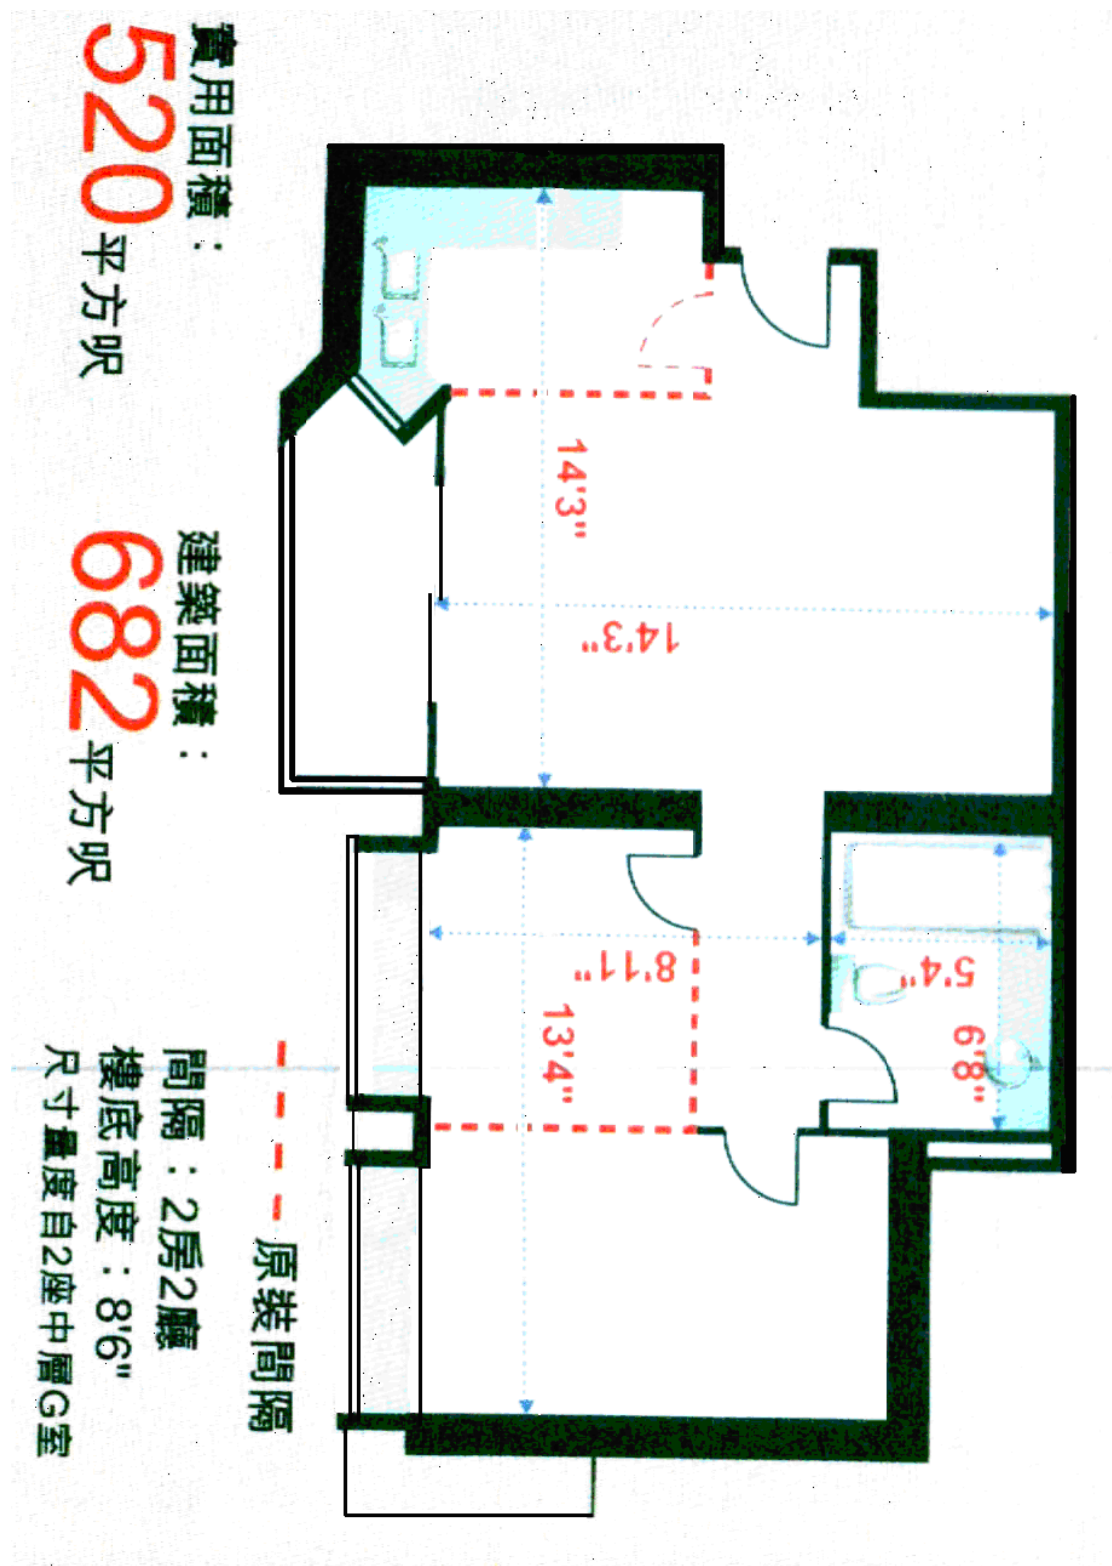 實用面積：
520平方呎
建築面積：
682平方呎
原裝間隔
間隔：2房2廳
樓底高度：8'6"
尺寸量度自2座中層G室
14'3"
14'3"
8'11"
13'4"
5'4"
6'8"